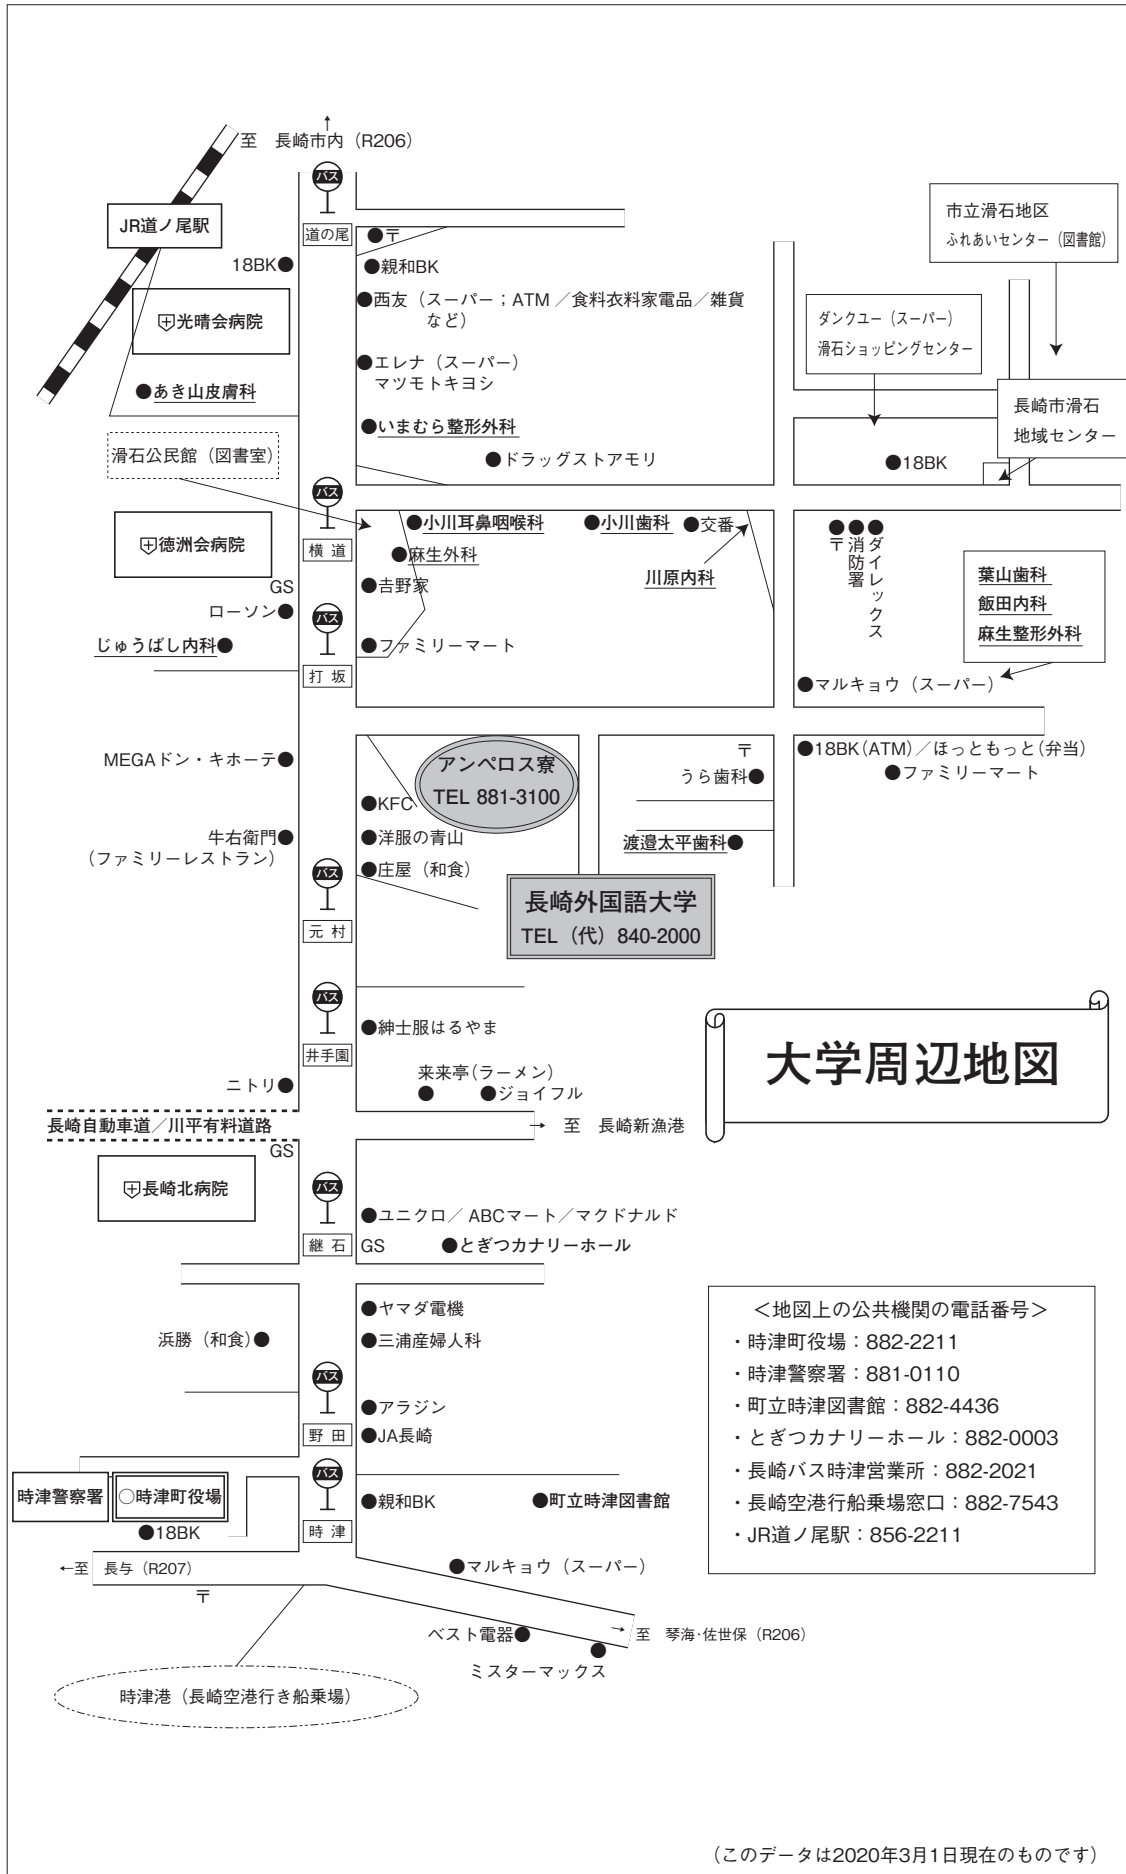 至 長崎市内（R206）
↑
バス
道の尾
JR道ノ尾駅
●〒
18BK●
●親和BK
光晴会病院
●西友（スーパー；ATM／食料衣料家電品／雑貨
など）
●エレナ（スーパー）
マツモトキヨシ
●あき山皮膚科
●いまむら整形外科
滑石公民館（図書室）
●ドラッグストアモリ
市立滑石地区
ふれあいセンター（図書館）
ダンクユー（スーパー）
滑石ショッピングセンター
長崎市滑石
地域センター
●18BK
バス
横道
●小川耳鼻咽喉科
●小川歯科
●交番
徳洲会病院
●麻生外科
川原内科
●〒
●消防署
●ダイレックス
GS
●吉野家
ローソン●
バス
打坂
じゅうばし内科●
●ファミリーマート
葉山歯科
飯田内科
麻生整形外科
●マルキョウ（スーパー）
MEGAドン・キホーテ●
アンペロス寮
TEL 881-3100
〒
うら歯科●
●18BK(ATM)／ほっともっと(弁当)
●ファミリーマート
●KFC
牛右衛門●
（ファミリーレストラン）
●洋服の青山
●庄屋（和食）
渡邉太平歯科●
バス
元村
長崎外国語大学
TEL（代）840-2000
バス
井手園
●紳士服はるやま
大学周辺地図
来来亭(ラーメン)
●
●ジョイフル
ニトリ●
長崎自動車道／川平有料道路
→ 至 長崎新漁港
GS
長崎北病院
バス
継石
●ユニクロ／ABCマート／マクドナルド
GS
●とぎつカナリーホール
●ヤマダ電機
浜勝（和食）●
●三浦産婦人科
バス
野田
●アラジン
●JA長崎
時津警察署
○時津町役場
バス
時津
●親和BK
●町立時津図書館
●18BK
←至 長与（R207）
〒
●マルキョウ（スーパー）
ベスト電器●
→至 琴海･佐世保（R206）
●
ミスターマックス
時津港（長崎空港行き船乗場）
＜地図上の公共機関の電話番号＞
・時津町役場：882-2211
・時津警察署：881-0110
・町立時津図書館：882-4436
・とぎつカナリーホール：882-0003
・長崎バス時津営業所：882-2021
・長崎空港行船乗場窓口：882-7543
・JR道ノ尾駅：856-2211
（このデータは2020年3月1日現在のものです）